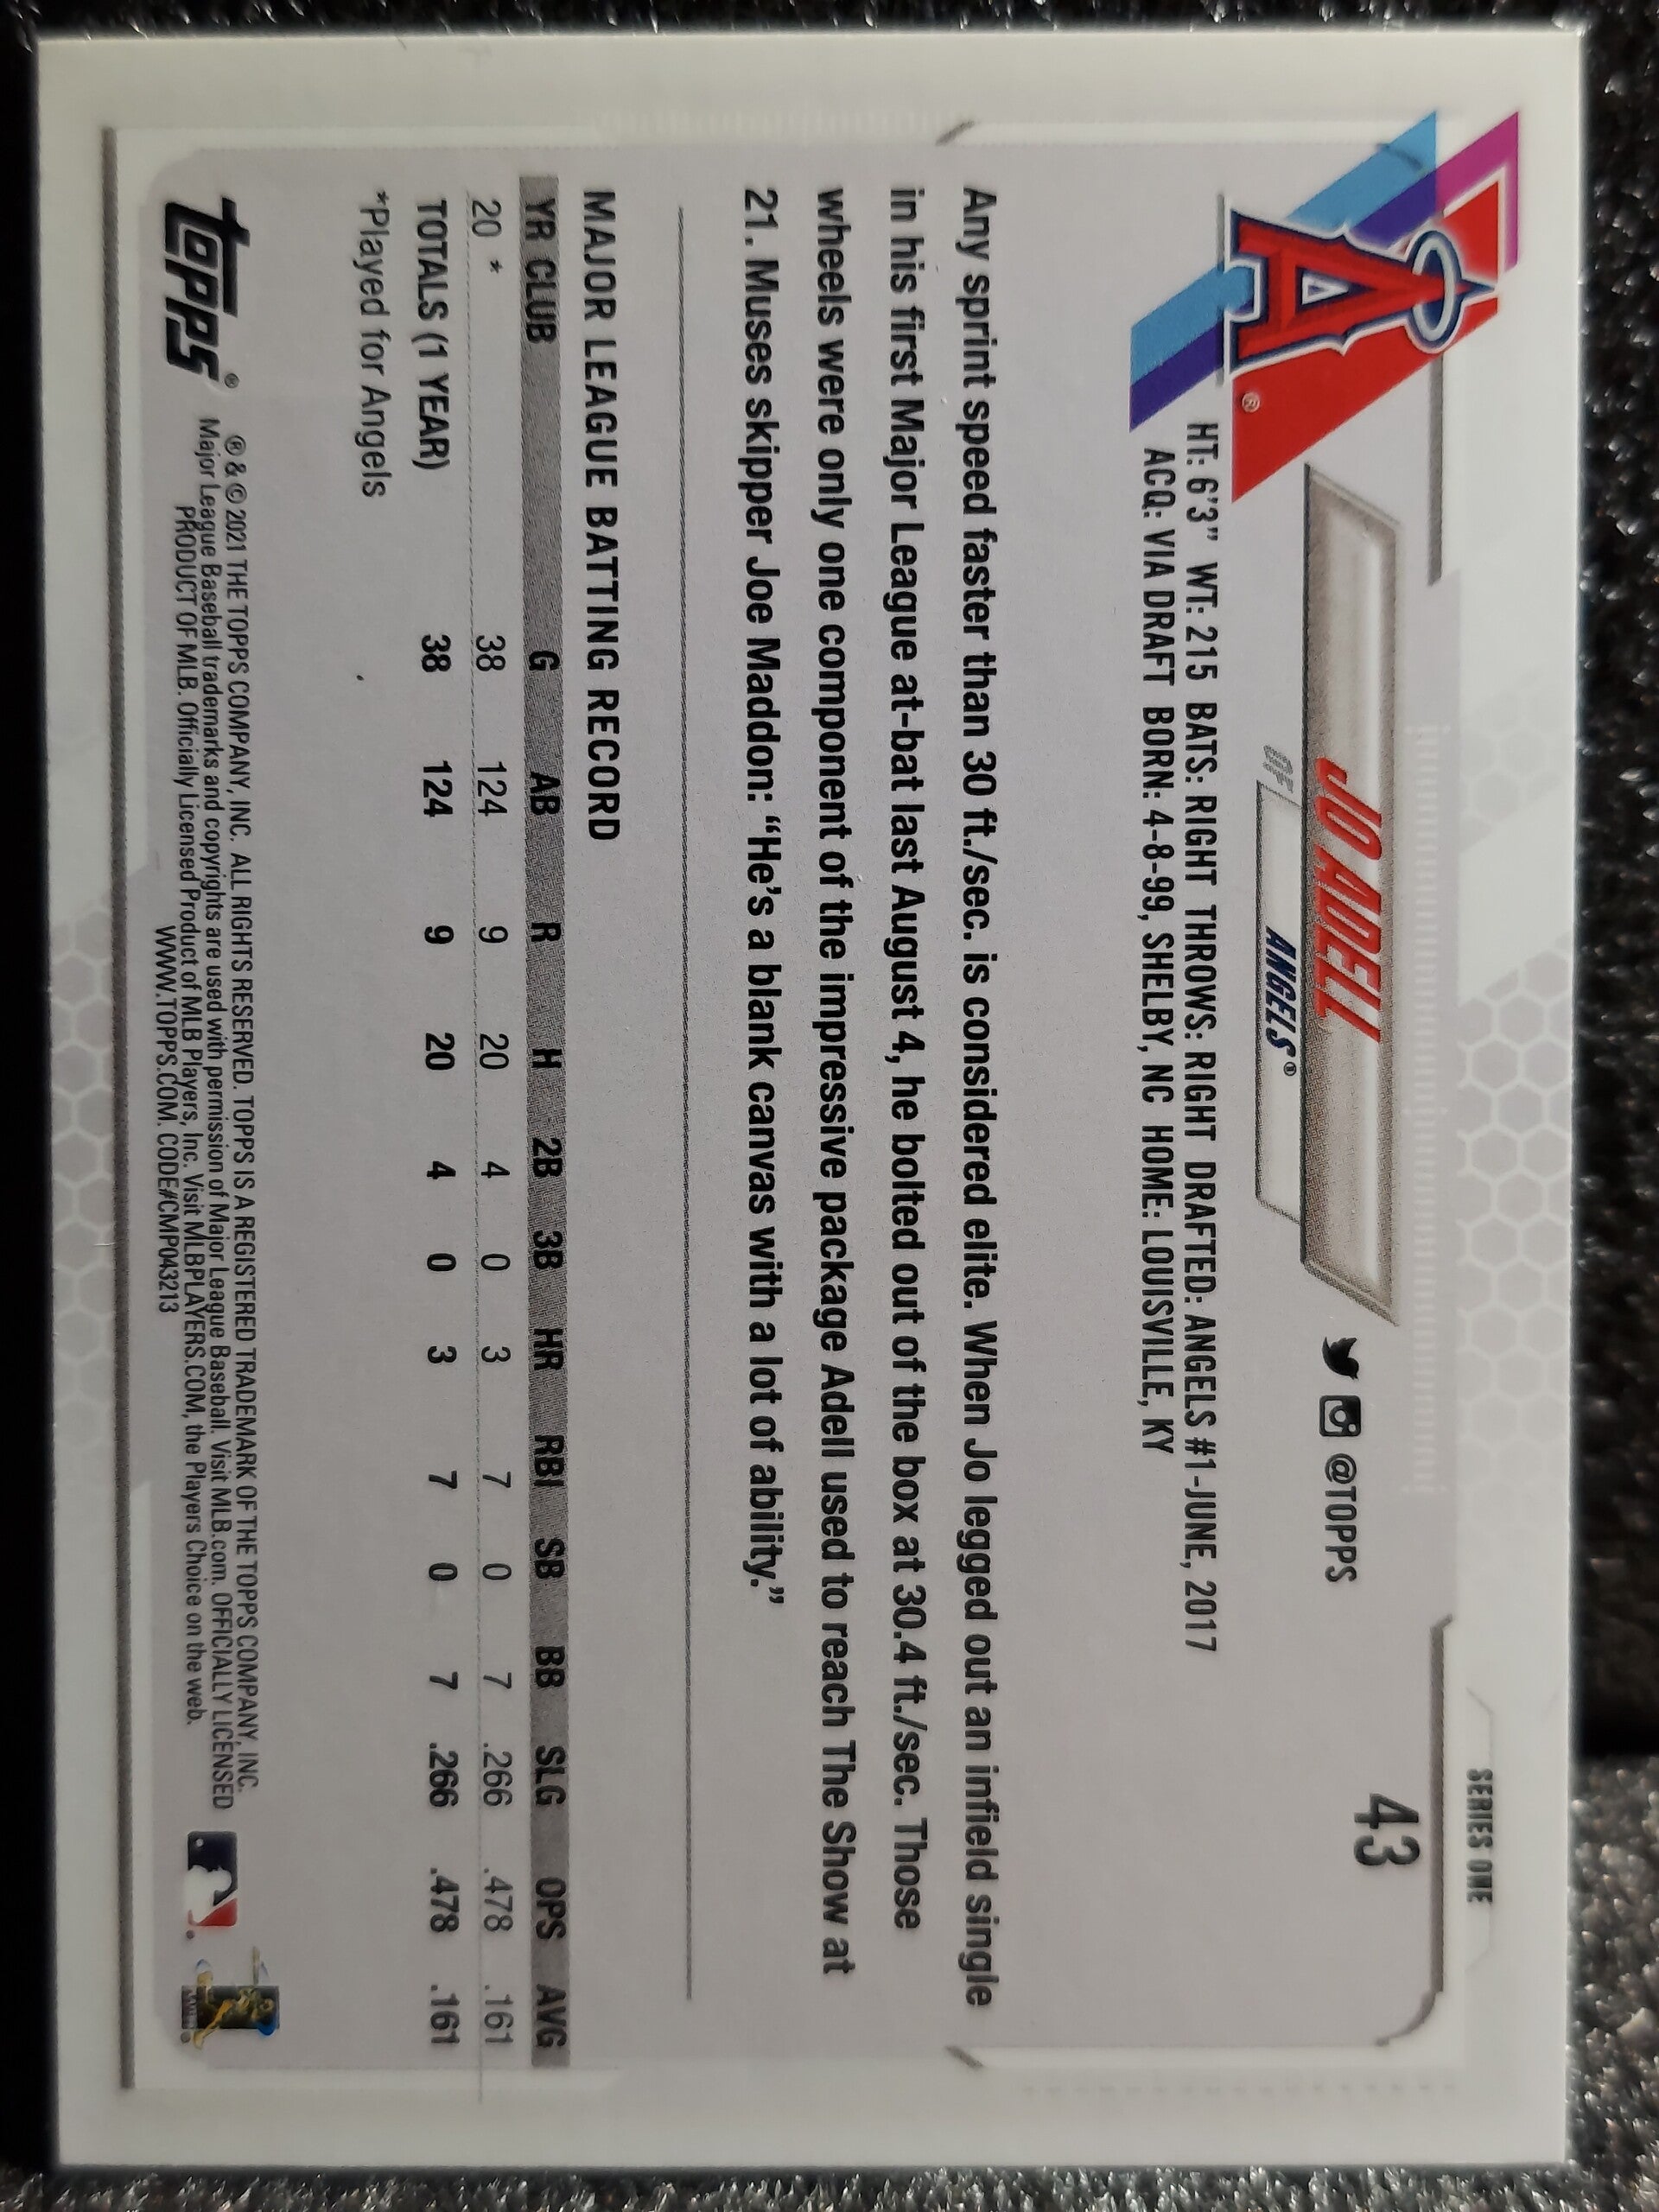 SERIES ONE
43
JO ADELL
@TOPPS
OF ANGELS®
HT: 6'3" WT: 215 BATS: RIGHT THROWS: RIGHT DRAFTED: ANGELS #1-JUNE, 2017
ACQ: VIA DRAFT BORN: 4-8-99, SHELBY, NC HOME: LOUISVILLE, KY
A®
Any sprint speed faster than 30 ft./sec. is considered elite. When Jo legged out an infield single
in his first Major League at-bat last August 4, he bolted out of the box at 30.4 ft./sec. Those
wheels were only one component of the impressive package Adell used to reach The Show at
21. Muses skipper Joe Maddon: “He's a blank canvas with a lot of ability.”
MAJOR LEAGUE BATTING RECORD
YR CLUB G AB R H 2B 3B HR RBI SB BB SLG OPS AVG
20 * 38 124 9 20 4 0 3 7 0 7 .266 .478 .161
TOTALS (1 YEAR) 38 124 9 20 4 0 3 7 0 7 .266 .478 .161
*Played for Angels
topps®
® & © 2021 THE TOPPS COMPANY, INC. ALL RIGHTS RESERVED. TOPPS IS A REGISTERED TRADEMARK OF THE TOPPS COMPANY, INC.
Major League Baseball trademarks and copyrights are used with permission of Major League Baseball. Visit MLB.com. OFFICIALLY LICENSED
PRODUCT OF MLB. Officially Licensed Product of MLB Players, Inc. Visit MLBPLAYERS.COM, the Players Choice on the web.
WWW.TOPPS.COM. CODE#CMP043213